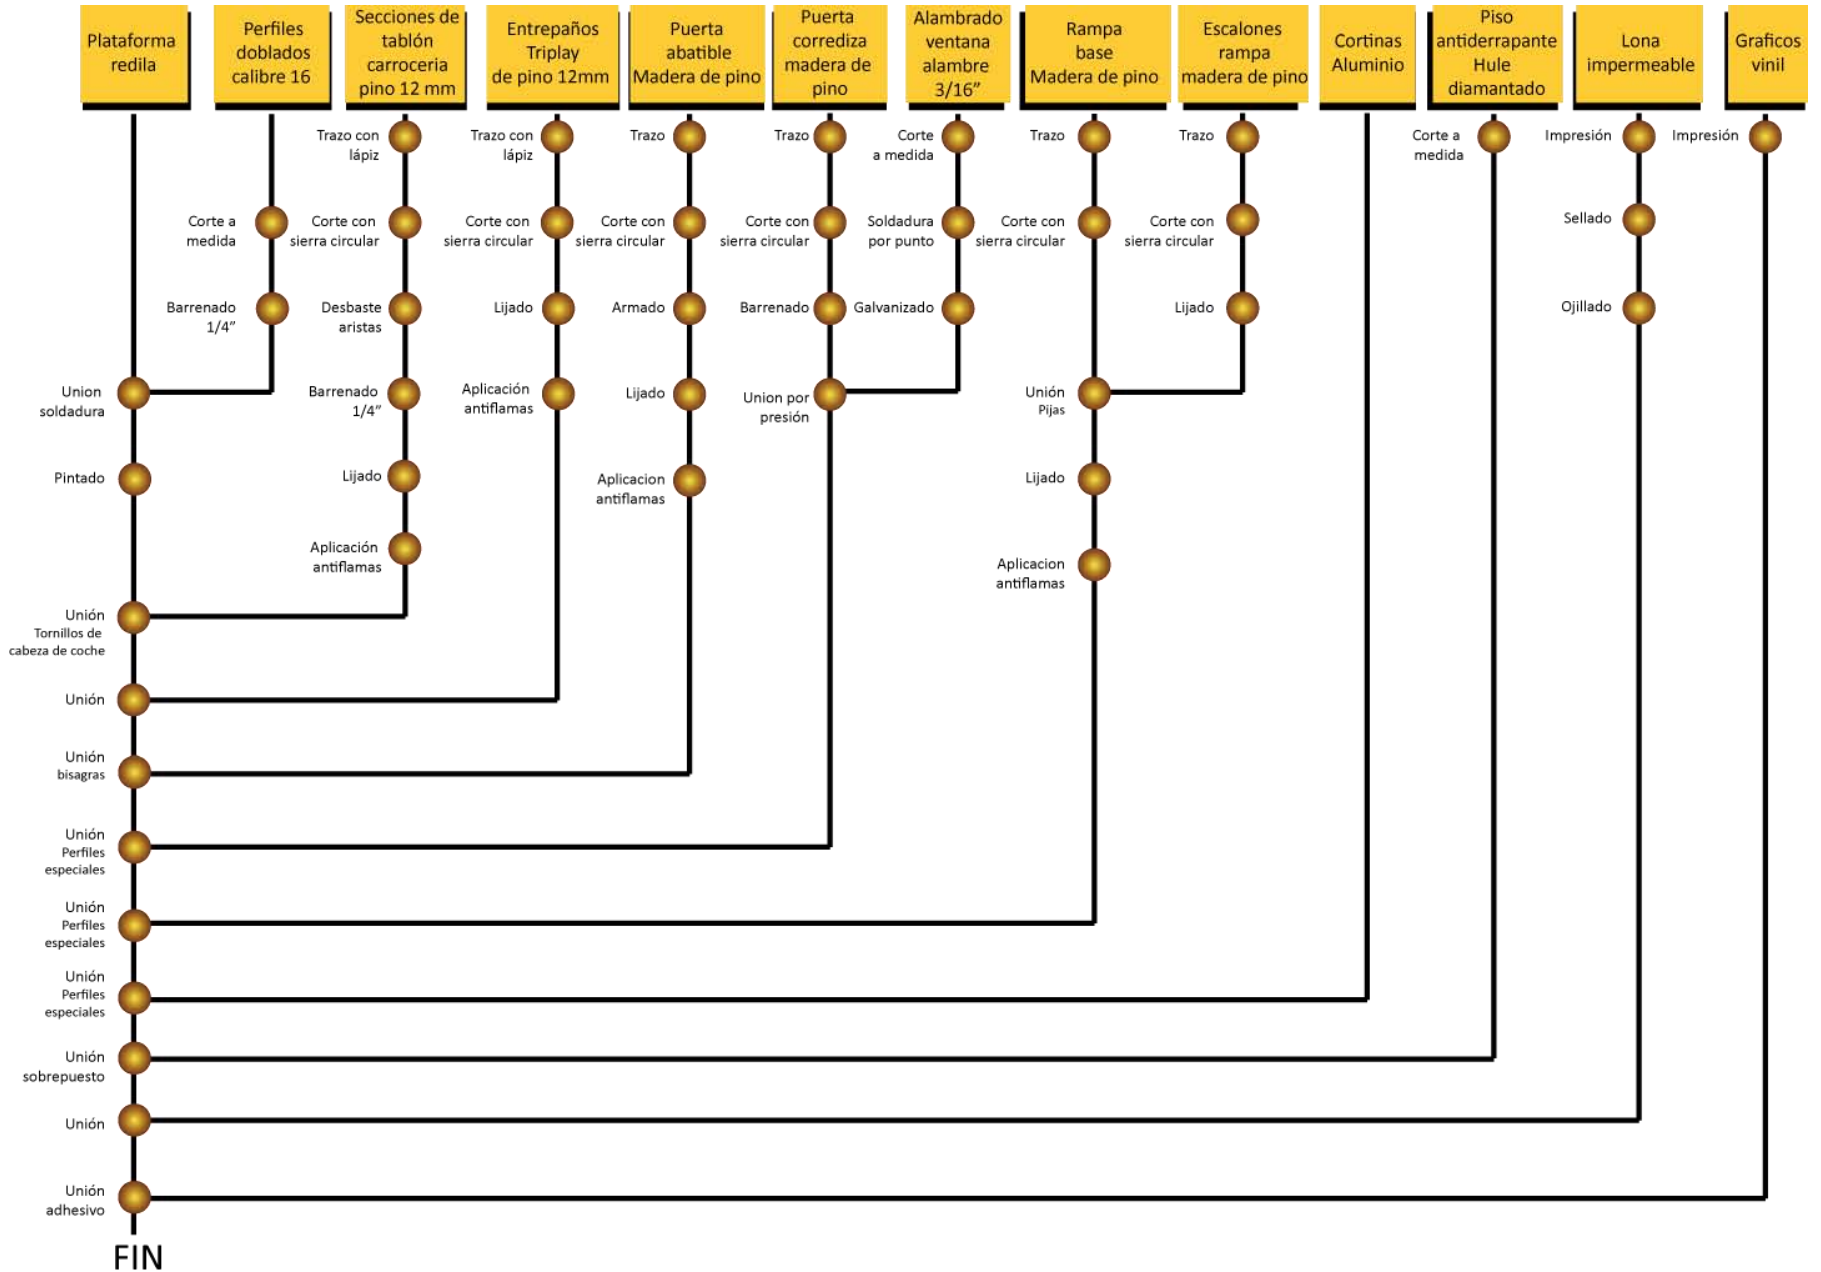 Plataforma
redila
Perfiles
doblados
calibre 16
Secciones de
tablón
carroceria
pino 12 mm
Entrepaños
Triplay
de pino 12mm
Puerta
abatible
Madera de pino
Puerta
corrediza
madera de
pino
Alambrado
ventana
alambre
3/16”
Rampa
base
Madera de pino
Escalones
rampa
madera de pino
Cortinas
Aluminio
Piso
antiderrapante
Hule
diamantado
Lona
impermeable
Graficos
vinil
Trazo con
lápiz
Trazo con
lápiz
Trazo
Trazo
Corte
a medida
Trazo
Trazo
Corte a
medida
Impresión
Impresión
Corte a
medida
Corte con
sierra circular
Corte con
sierra circular
Corte con
sierra circular
Corte con
sierra circular
Soldadura
por punto
Corte con
sierra circular
Corte con
sierra circular
Sellado
Barrenado
1/4”
Desbaste
aristas
Lijado
Armado
Barrenado
Galvanizado
Lijado
Ojillado
Union
soldadura
Barrenado
1/4”
Aplicación
antiflamas
Lijado
Union por
presión
Unión
Pijas
Pintado
Lijado
Aplicacion
antiflamas
Lijado
Aplicación
antiflamas
Aplicacion
antiflamas
Unión
Tornillos de
cabeza de coche
Unión
Unión
bisagras
Unión
Perfiles
especiales
Unión
Perfiles
especiales
Unión
Perfiles
especiales
Unión
sobrepuesto
Unión
Unión
adhesivo
FIN